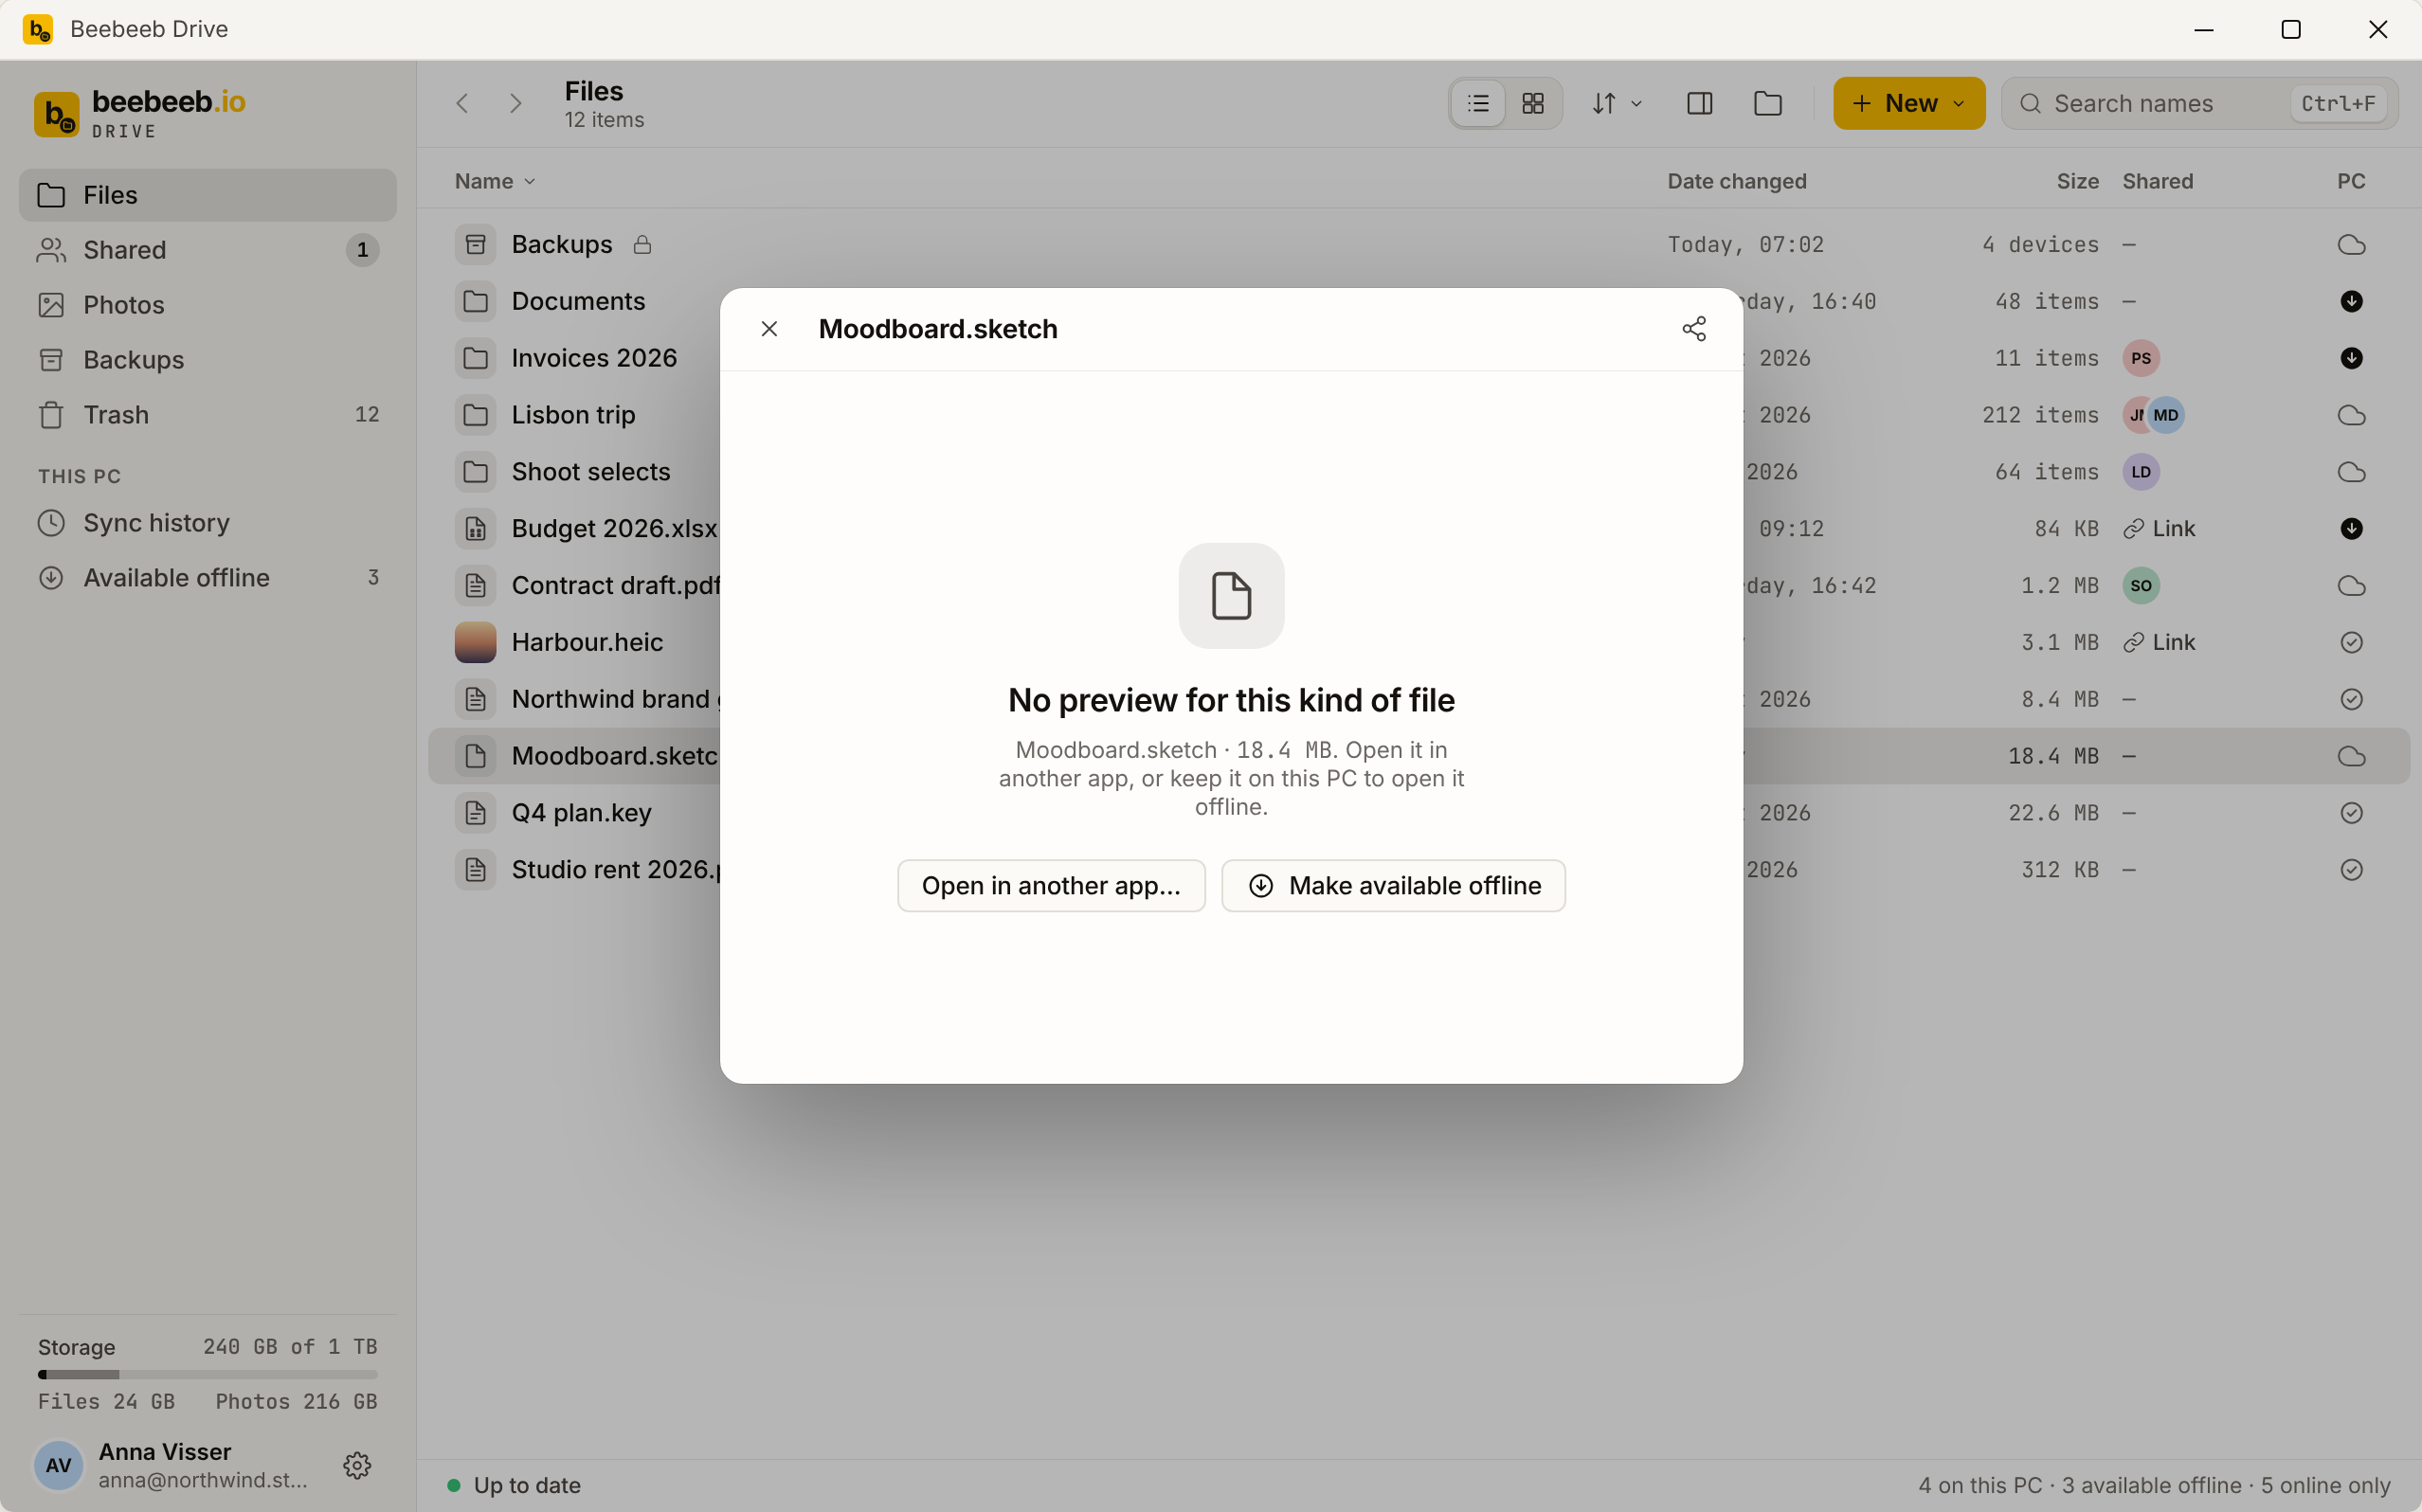 Beebeeb Drive
beebeeb.io
DRIVE
Files
Shared 1
Photos
Backups
Trash 12
THIS PC
Sync history
Available offline 3
Storage 240 GB of 1 TB
Files 24 GB Photos 216 GB
AV
Anna Visser
anna@northwind.st...
Files
12 items
New
Search names Ctrl+F
Name Date changed Size Shared PC
Backups Today, 07:02 4 devices –
Documents day, 16:40 48 items –
Invoices 2026 2026 11 items PS
Lisbon trip 2026 212 items MD
Shoot selects 2026 64 items LD
Budget 2026.xlsx 09:12 84 KB Link
Contract draft.pdf day, 16:42 1.2 MB SO
Harbour.heic 3.1 MB Link
Northwind brand 2026 8.4 MB –
Moodboard.sketc 18.4 MB –
Q4 plan.key 2026 22.6 MB –
Studio rent 2026. 2026 312 KB –
Moodboard.sketch
No preview for this kind of file
Moodboard.sketch · 18.4 MB. Open it in
another app, or keep it on this PC to open it
offline.
Open in another app...
Make available offline
Up to date
4 on this PC · 3 available offline · 5 online only